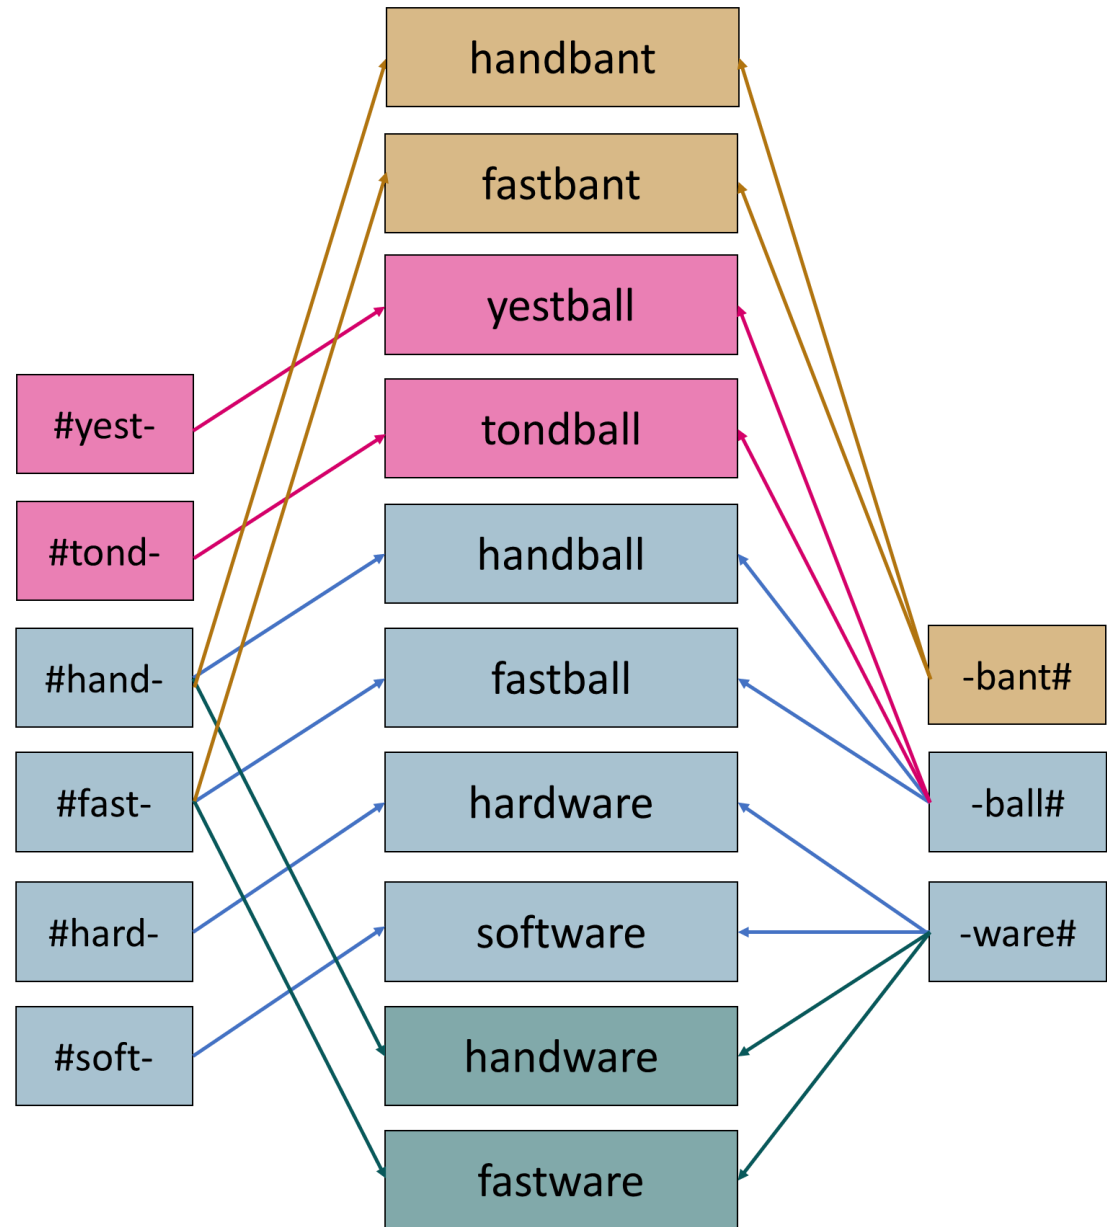 handbant
fastbant
yestball
tondball
handball
fastball
hardware
software
handware
fastware
#yest-
#tond-
#hand-
#fast-
#hard-
#soft-
-bant#
-ball#
-ware#